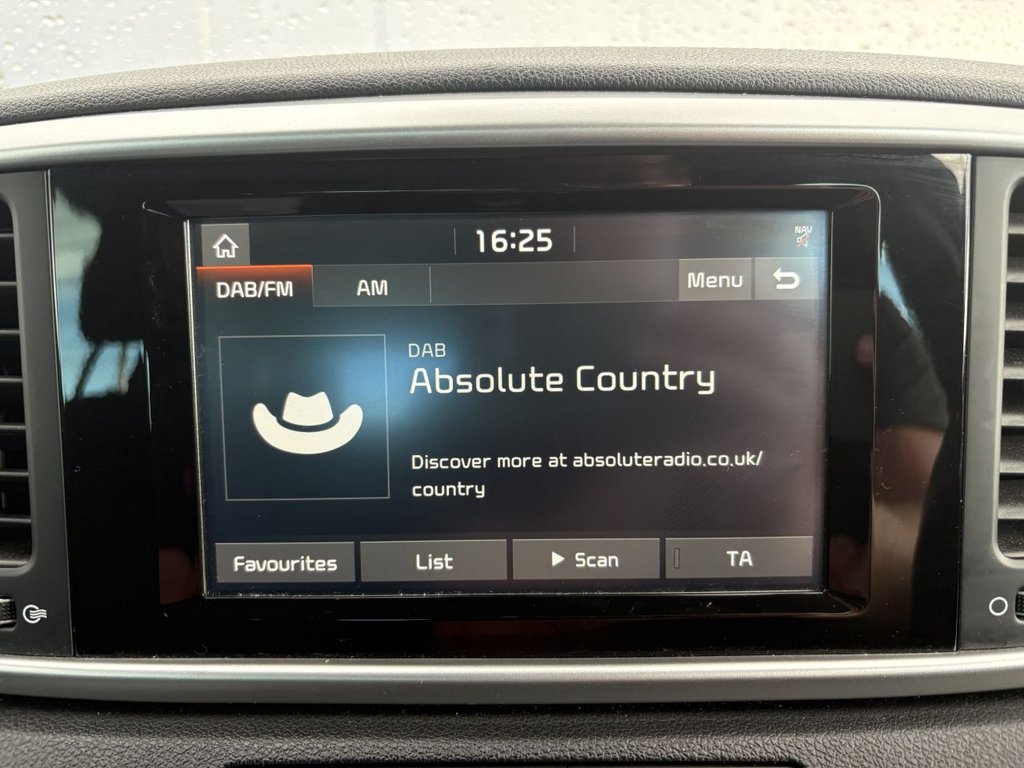 16:25
NAV
DAB/FM
AM
Menu
DAB
Absolute Country
Discover more at absoluteradio.co.uk/
country
Favourites
List
Scan
TA